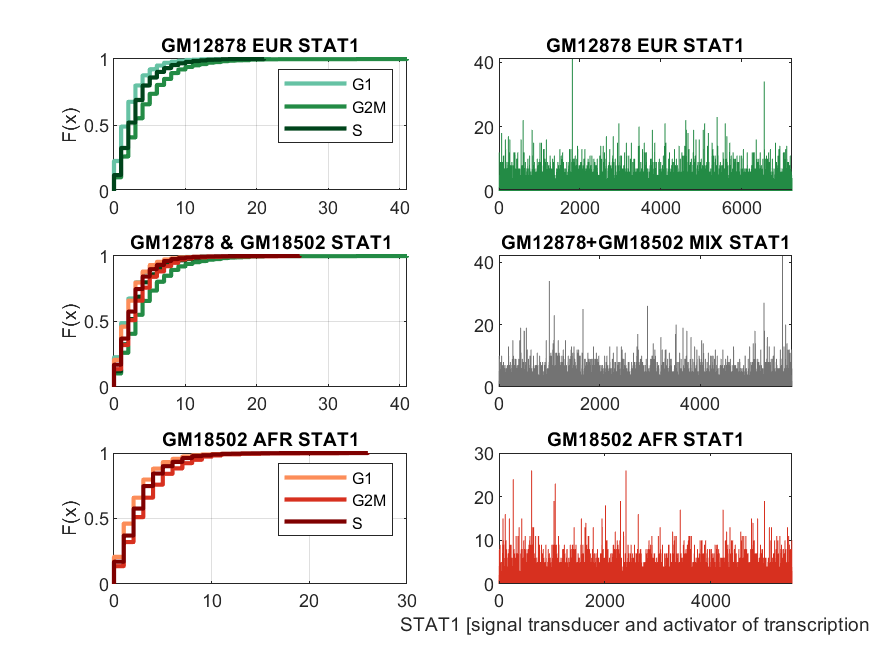 GM12878 EUR STAT1
1
0.5
0
F(x)
0 10 20 30 40
G1
G2M
S
GM12878 EUR STAT1
40
20
0
2000 4000 6000
GM12878 & GM18502 STAT1
1
0.5
0
F(x)
0 10 20 30 40
GM12878+GM18502 MIX STAT1
40
20
0
0 2000 4000
GM18502 AFR STAT1
1
0.5
0
F(x)
0 10 20 30
G1
G2M
S
GM18502 AFR STAT1
30
20
10
0
0 2000 4000
STAT1 [signal transducer and activator of transcription